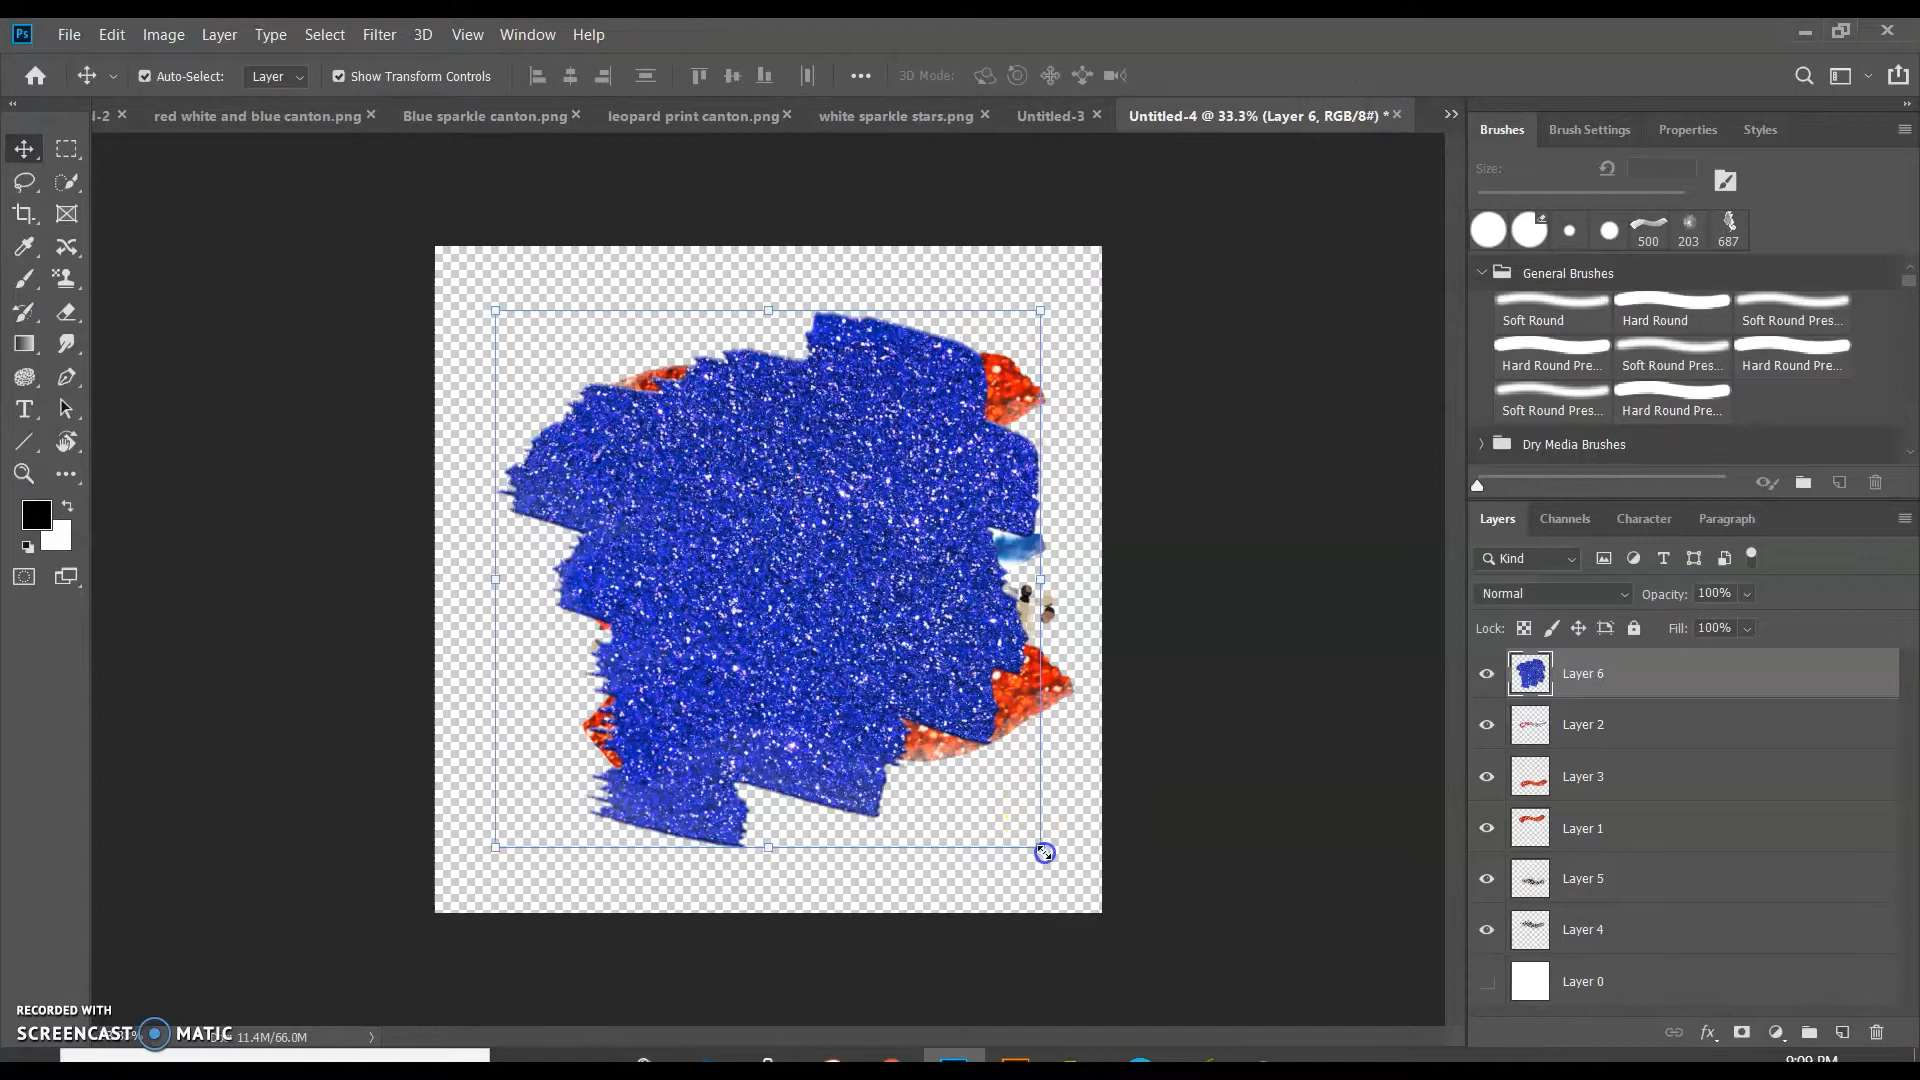 Ps File Edit Image Layer Type Select Filter 3D View Window Help
Auto-Select: Layer Show Transform Controls 3D Mode:
-2 red white and blue canton.png Blue sparkle canton.png leopard print canton.png white sparkle stars.png Untitled-3 Untitled-4 @ 33.3% (Layer 6, RGB/8#) *
Brushes Brush Settings Properties Styles
Size:
500 203 687
General Brushes
Soft Round Hard Round Soft Round Pres...
Hard Round Pre... Soft Round Pres... Hard Round Pre...
Soft Round Pres... Hard Round Pre...
Dry Media Brushes
Layers Channels Character Paragraph
Kind
Normal Opacity: 100%
Lock: Fill: 100%
Layer 6
Layer 2
Layer 3
Layer 1
Layer 5
Layer 4
Layer 0
RECORDED WITH
SCREENCAST MATIC
11.4M/66.0M
9:09 PM